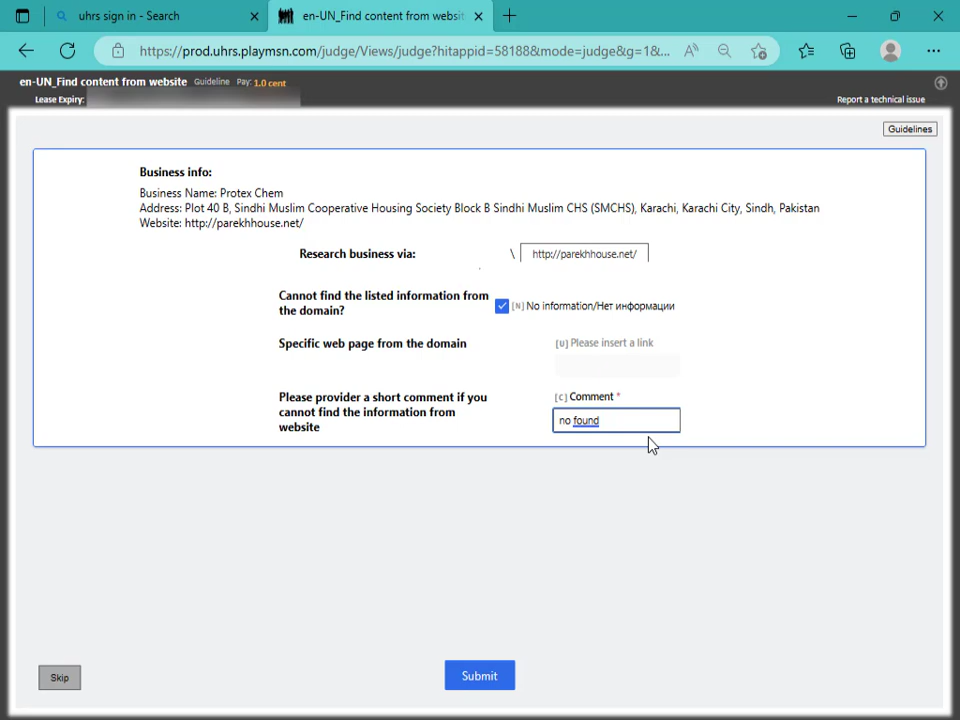 uhrs sign in - Search
en-UN_Find content from websit
https://prod.uhrs.playmsn.com/judge/Views/judge?hitappid=58188&mode=judge&g=1&...
en-UN_Find content from website Guideline Pay: 1.0 cent
Lease Expiry:
Report a technical issue
Guidelines
Business info:
Business Name: Protex Chem
Address: Plot 40 B, Sindhi Muslim Cooperative Housing Society Block B Sindhi Muslim CHS (SMCHS), Karachi, Karachi City, Sindh, Pakistan
Website: http://parekhhouse.net/
Research business via: \ http://parekhhouse.net/
Cannot find the listed information from
the domain?
[N] No information/Нет информации
Specific web page from the domain
[U] Please insert a link
Please provider a short comment if you
cannot find the information from
website
[C] Comment *
no found
Skip
Submit